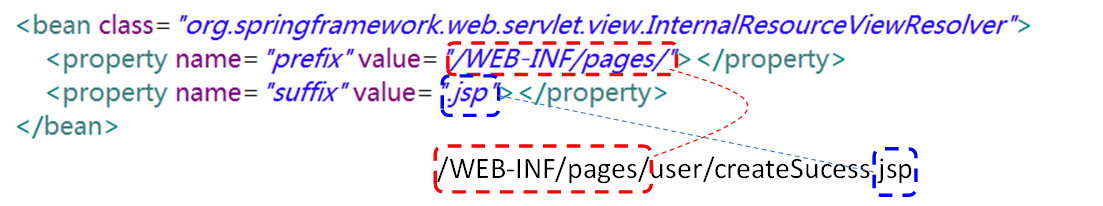 <bean class= "org.springframework.web.servlet.view.InternalResourceViewResolver">
<property name= "prefix" value= "/WEB-INF/pages/"></property>
<property name= "suffix" value= ".jsp"></property>
</bean>
/WEB-INF/pages/user/createSucess.jsp